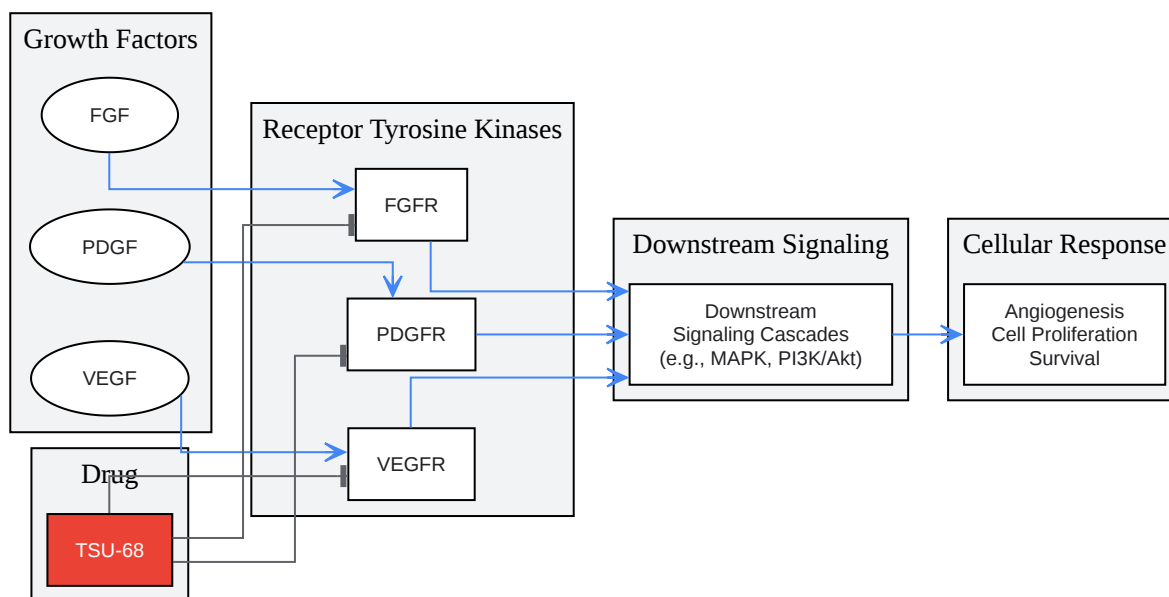 Growth Factors
FGF
PDGF
VEGF
Drug
TSU-68
Receptor Tyrosine Kinases
FGFR
PDGFR
VEGFR
Downstream Signaling
Downstream
Signaling Cascades
(e.g., MAPK, PI3K/Akt)
Cellular Response
Angiogenesis
Cell Proliferation
Survival